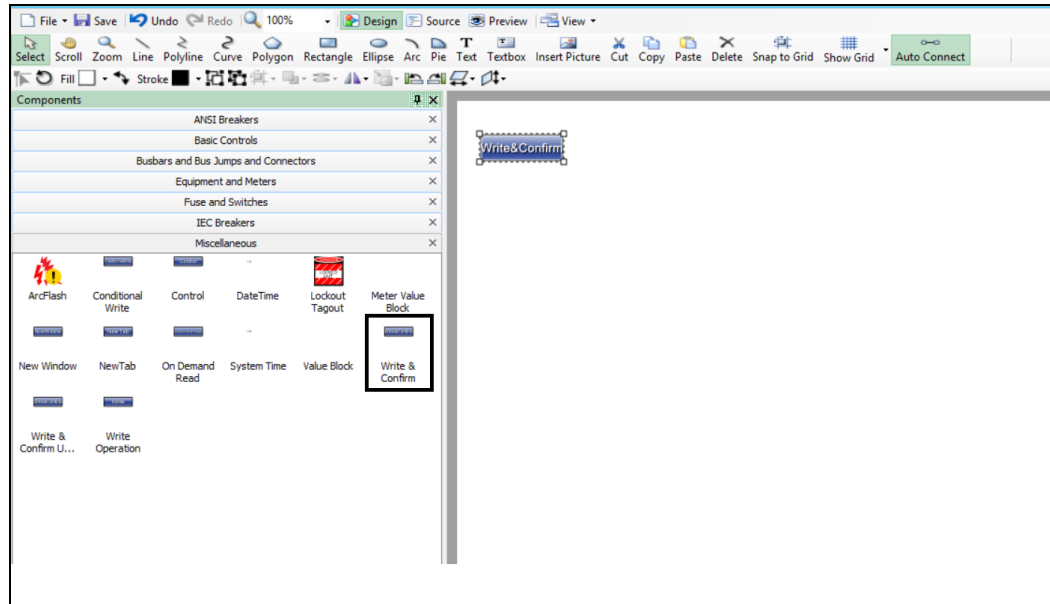 File Save Undo Redo 100% Design Source Preview View
Select Scroll Zoom Line Polyline Curve Polygon Rectangle Ellipse Arc Pie Text Textbox Insert Picture Cut Copy Paste Delete Snap to Grid Show Grid Auto Connect
Fill Stroke
Components
ANSI Breakers
Basic Controls
Busbars and Bus Jumps and Connectors
Equipment and Meters
Fuse and Switches
IEC Breakers
Miscellaneous
Write&Confirm
ArcFlash Conditional Control DateTime Lockout Meter Value
Write Tagout Block
New Window NewTab On Demand System Time Value Block Write &
Read Confirm
Write & Write
Confirm U... Operation